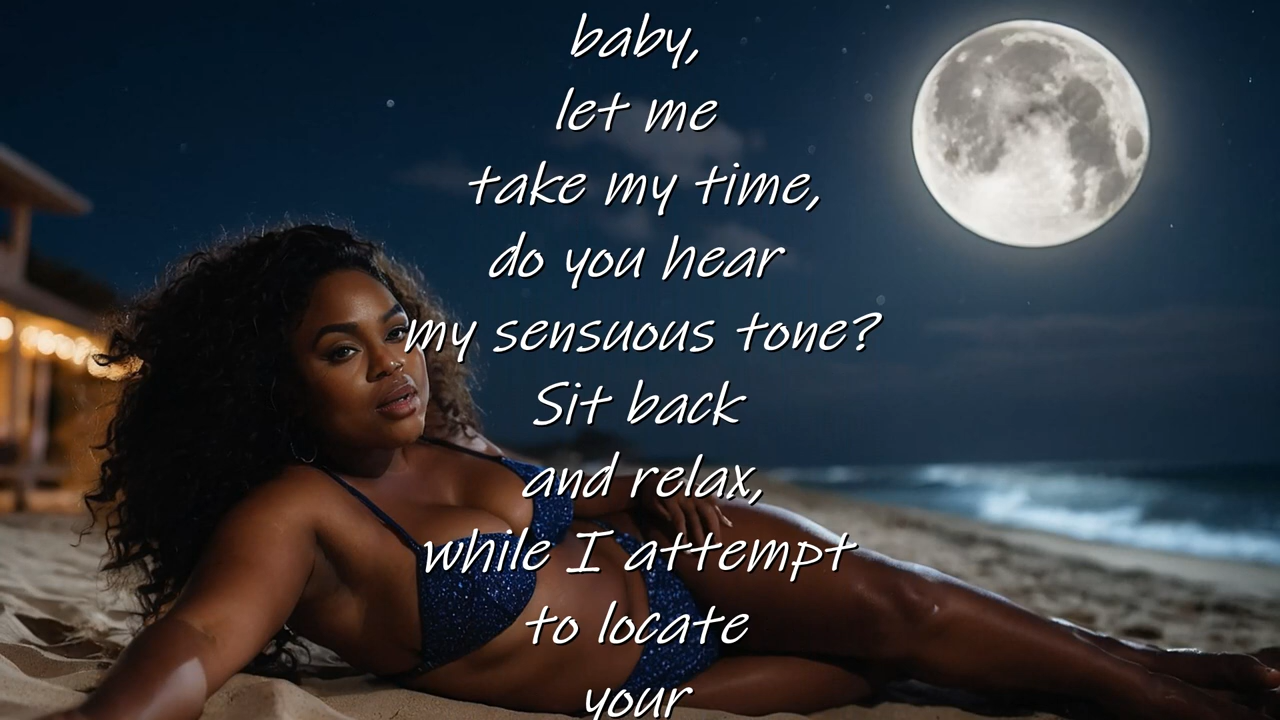 baby,
let me
take my time,
do you hear
my sensuous tone?
Sit back
and relax,
while I attempt
to locate
your